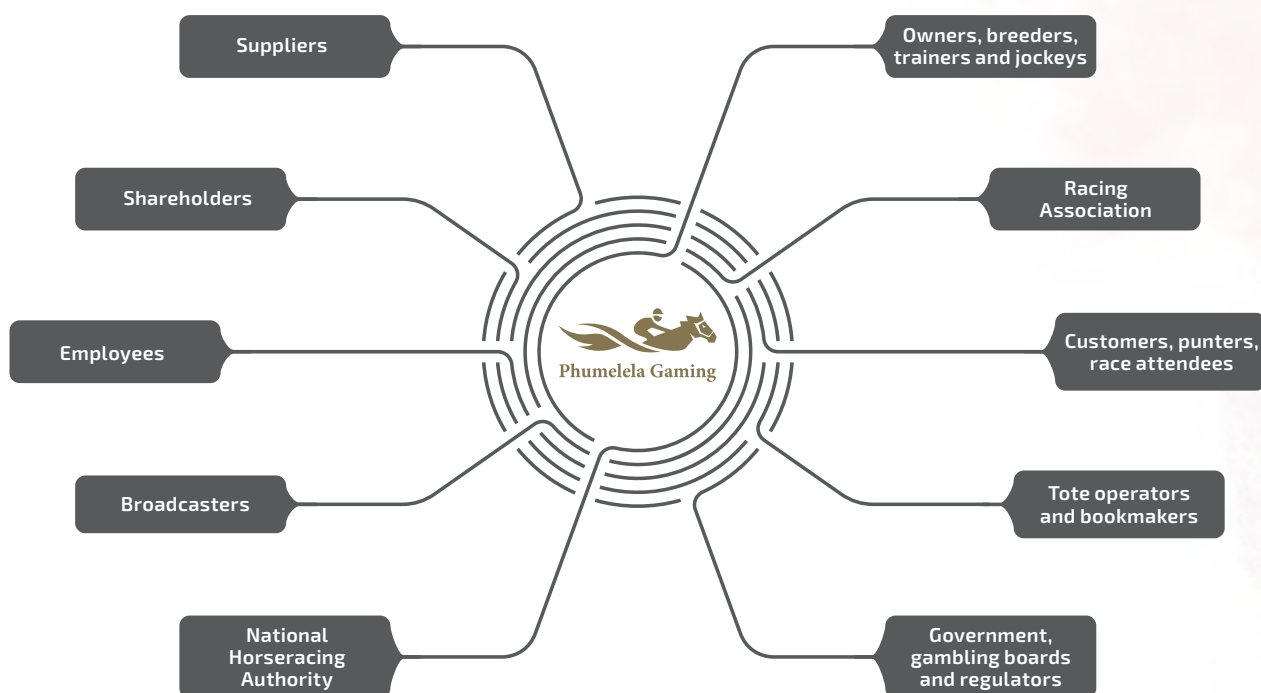 Suppliers
Owners, breeders,
trainers and jockeys
Shareholders
Racing
Association
Employees
Phumelela Gaming
Customers, punters,
race attendees
Broadcasters
Tote operators
and bookmakers
National
Horseracing
Authority
Government,
gambling boards
and regulators